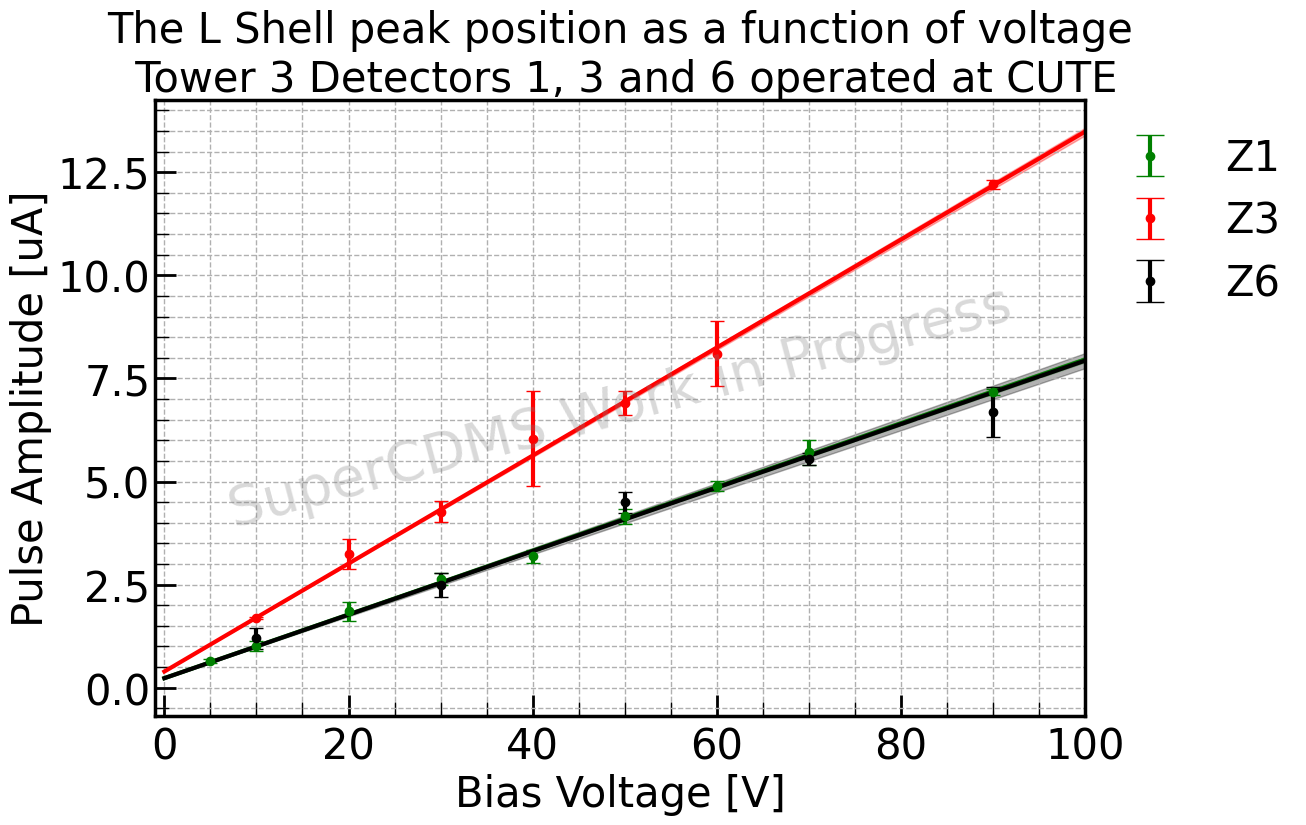 The L Shell peak position as a function of voltage
Tower 3 Detectors 1, 3 and 6 operated at CUTE
Pulse Amplitude [uA]
12.5
10.0
7.5
5.0
2.5
0.0
SuperCDMS Work in Progress
0 20 40 60 80 100
Bias Voltage [V]
Z1
Z3
Z6